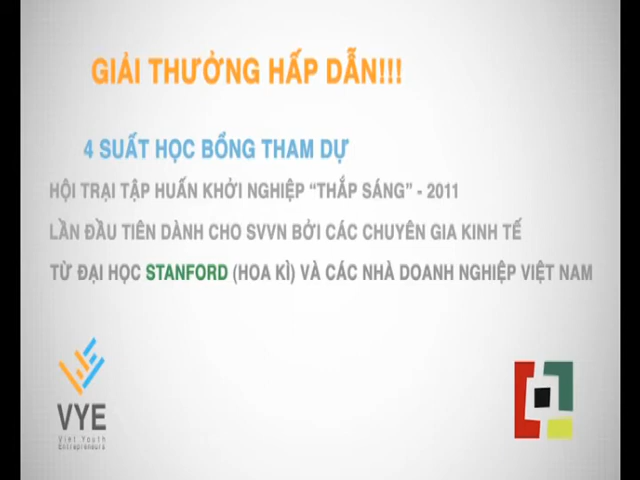 GIẢI THƯỞNG HẤP DẪN!!!
4 SUẤT HỌC BỔNG THAM DỰ
HỘI TRẠI TẬP HUẤN KHỞI NGHIỆP “THẮP SÁNG” - 2011
LẦN ĐẦU TIÊN DÀNH CHO SVVN BỞI CÁC CHUYÊN GIA KINH TẾ
TỪ ĐẠI HỌC STANFORD (HOA KÌ) VÀ CÁC NHÀ DOANH NGHIỆP VIỆT NAM
VYE
Viet Youth
Entrepreneurs